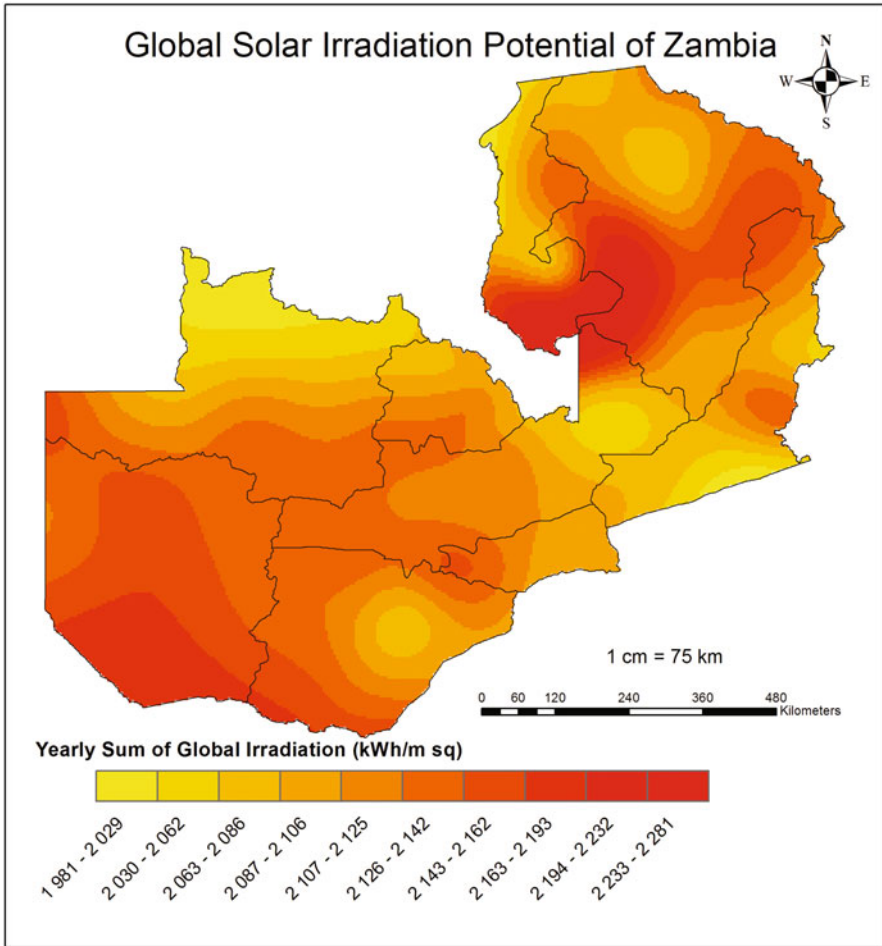 Global Solar Irradiation Potential of Zambia
N
W E
S
1 cm = 75 km
0 60 120 240 360 480
Kilometers
Yearly Sum of Global Irradiation (kWh/m sq)
1 981 - 2 029
2 030 - 2 062
2 063 - 2 086
2 087 - 2 106
2 107 - 2 125
2 126 - 2 142
2 143 - 2 162
2 163 - 2 193
2 194 - 2 232
2 233 - 2 281